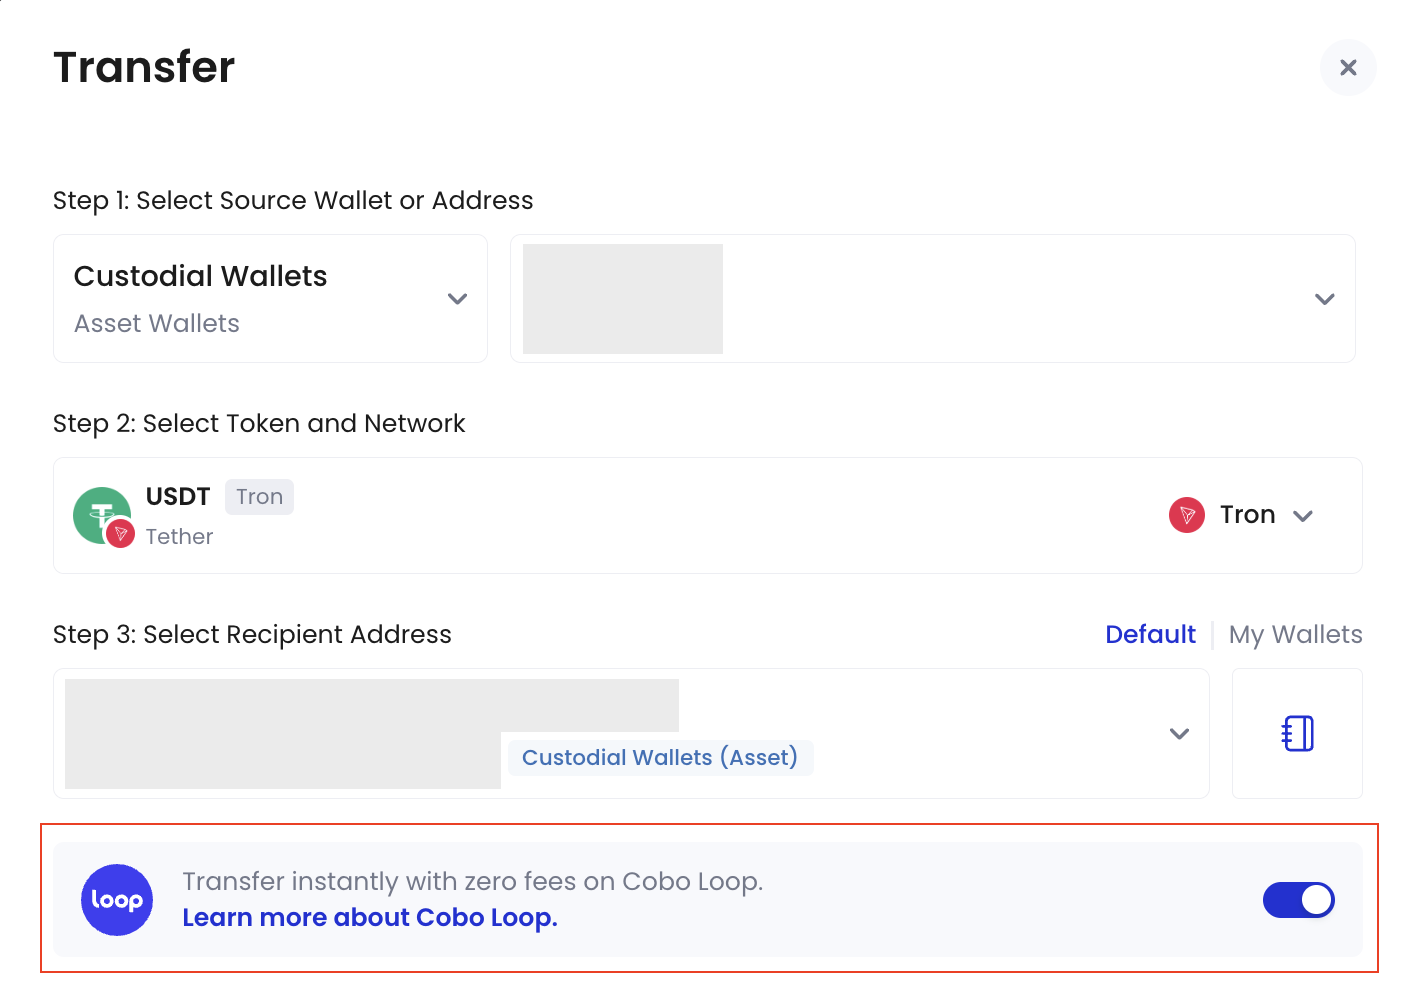 Transfer
Step 1: Select Source Wallet or Address
Custodial Wallets
Asset Wallets
Step 2: Select Token and Network
USDT Tron
Tether
Tron
Step 3: Select Recipient Address
Default My Wallets
Custodial Wallets (Asset)
loop
Transfer instantly with zero fees on Cobo Loop.
Learn more about Cobo Loop.